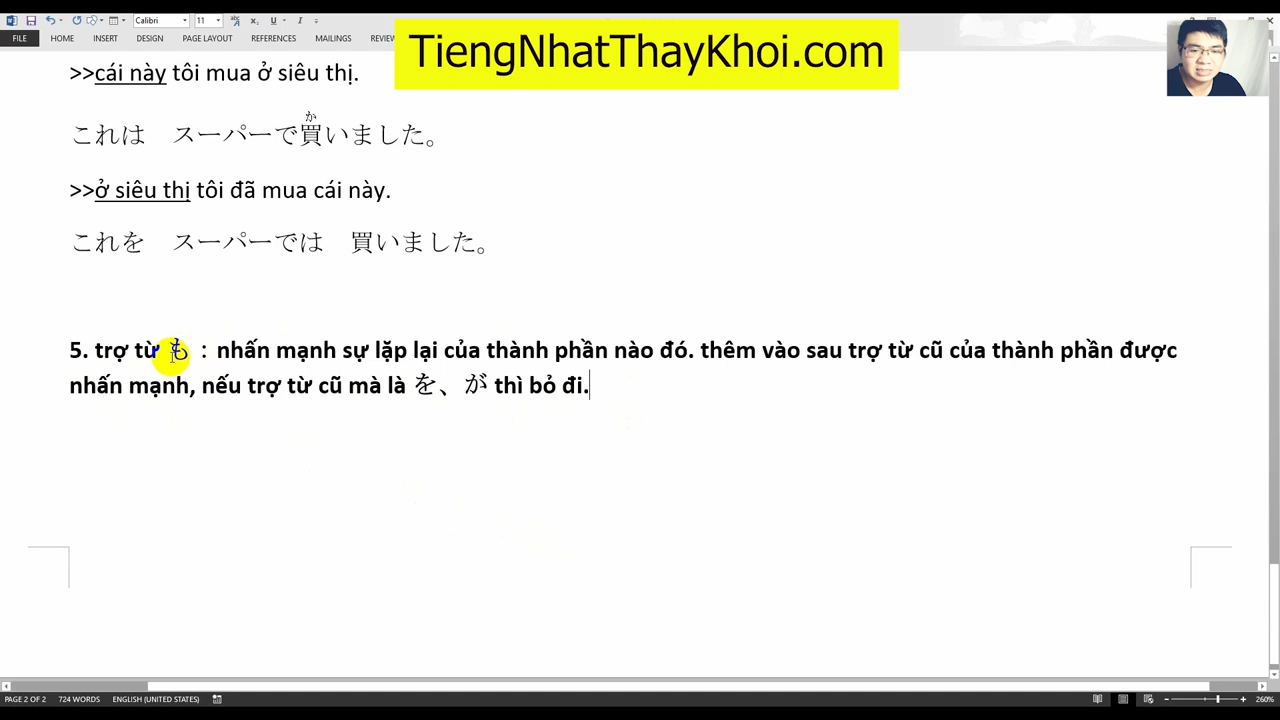 Calibri 11
FILE HOME INSERT DESIGN PAGE LAYOUT REFERENCES MAILINGS REVIE
TiengNhatThayKhoi.com
>>cái này tôi mua ở siêu thị.
か
これは　スーパーで買いました。
>>ở siêu thị tôi đã mua cái này.
これを　スーパーでは　買いました。
5. trợ từ も : nhấn mạnh sự lặp lại của thành phần nào đó. thêm vào sau trợ từ cũ của thành phần được
nhấn mạnh, nếu trợ từ cũ mà là を、が thì bỏ đi.
PAGE 2 OF 2 724 WORDS ENGLISH (UNITED STATES) 260%